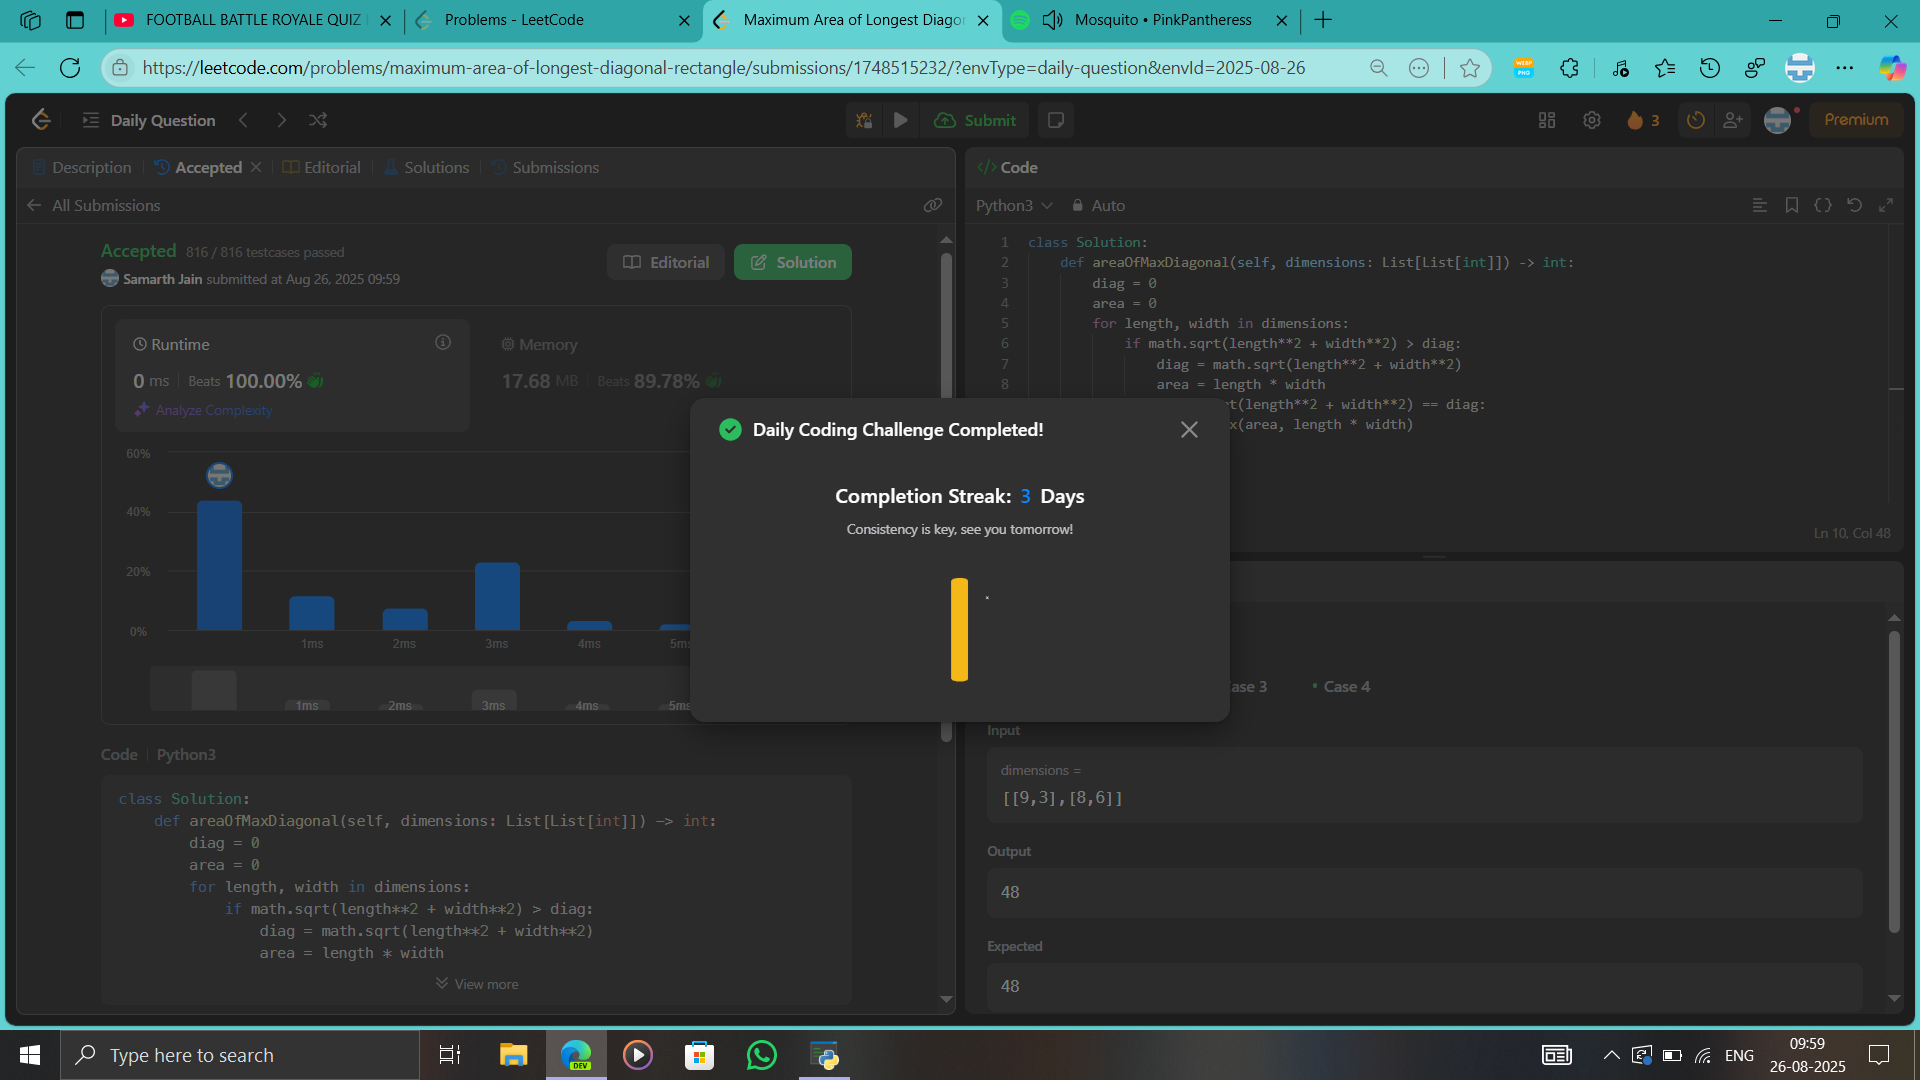 FOOTBALL BATTLE ROYALE QUIZ
Problems - LeetCode
Maximum Area of Longest Diago
Mosquito • PinkPantheress
https://leetcode.com/problems/maximum-area-of-longest-diagonal-rectangle/submissions/1748515232/?envType=daily-question&envId=2025-08-26
WEBP
PNG
Daily Question
Submit
3
Premium
Description
Accepted
Editorial
Solutions
Submissions
All Submissions
Accepted 816 / 816 testcases passed
Samarth Jain submitted at Aug 26, 2025 09:59
Editorial
Solution
Runtime
0 ms Beats 100.00%
Analyze Complexity
Memory
17.68 MB Beats 89.78%
60%
40%
20%
0%
1ms 2ms 3ms 4ms 5ms
1ms 2ms 3ms 4ms 5ms
Code | Python3
class Solution:
def areaOfMaxDiagonal(self, dimensions: List[List[int]]) -> int:
diag = 0
area = 0
for length, width in dimensions:
if math.sqrt(length**2 + width**2) > diag:
diag = math.sqrt(length**2 + width**2)
area = length * width
View more
</> Code
Python3 Auto
1 class Solution:
2 def areaOfMaxDiagonal(self, dimensions: List[List[int]]) -> int:
3 diag = 0
4 area = 0
5 for length, width in dimensions:
6 if math.sqrt(length**2 + width**2) > diag:
7 diag = math.sqrt(length**2 + width**2)
8 area = length * width
t(length**2 + width**2) == diag:
x(area, length * width)
Ln 10, Col 48
Daily Coding Challenge Completed!
Completion Streak: 3 Days
Consistency is key, see you tomorrow!
ase 3 • Case 4
Input
dimensions =
[[9,3],[8,6]]
Output
48
Expected
48
Type here to search
DEV
ENG
09:59
26-08-2025